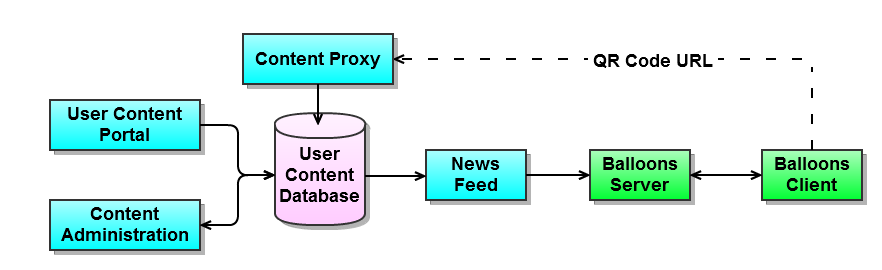 Content Proxy
QR Code URL
User Content
Portal
User
Content
Database
News
Feed
Balloons
Server
Balloons
Client
Content
Administration